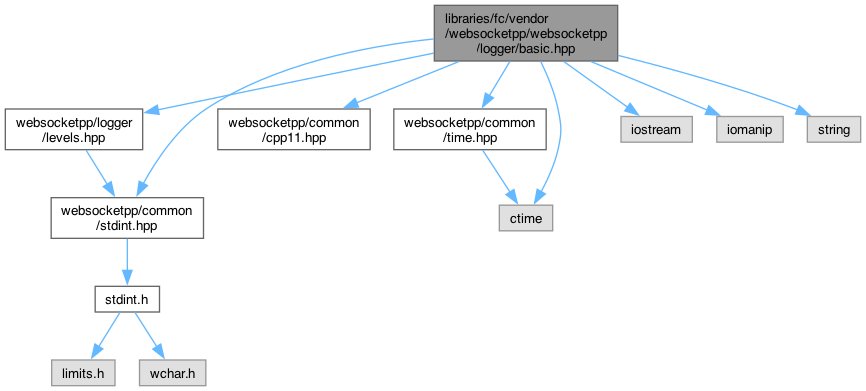 libraries/fc/vendor
/websocketpp/websocketpp
/logger/basic.hpp
websocketpp/logger
/levels.hpp
websocketpp/common
/cpp11.hpp
websocketpp/common
/time.hpp
iostream
iomanip
string
websocketpp/common
/stdint.hpp
ctime
stdint.h
limits.h
wchar.h